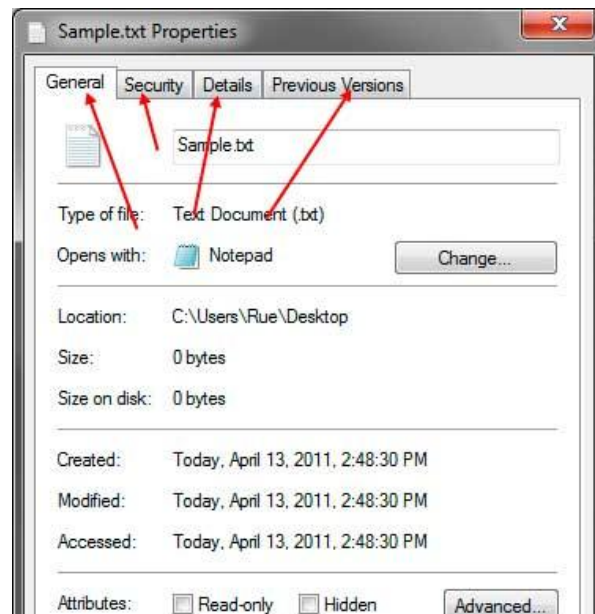 Sample.txt Properties
General Security Details Previous Versions
Sample.txt
Type of file: Text Document (.txt)
Opens with: Notepad Change...
Location: C:\Users\Rue\Desktop
Size: 0 bytes
Size on disk: 0 bytes
Created: Today, April 13, 2011, 2:48:30 PM
Modified: Today, April 13, 2011, 2:48:30 PM
Accessed: Today, April 13, 2011, 2:48:30 PM
Attributes: Read-only Hidden Advanced...